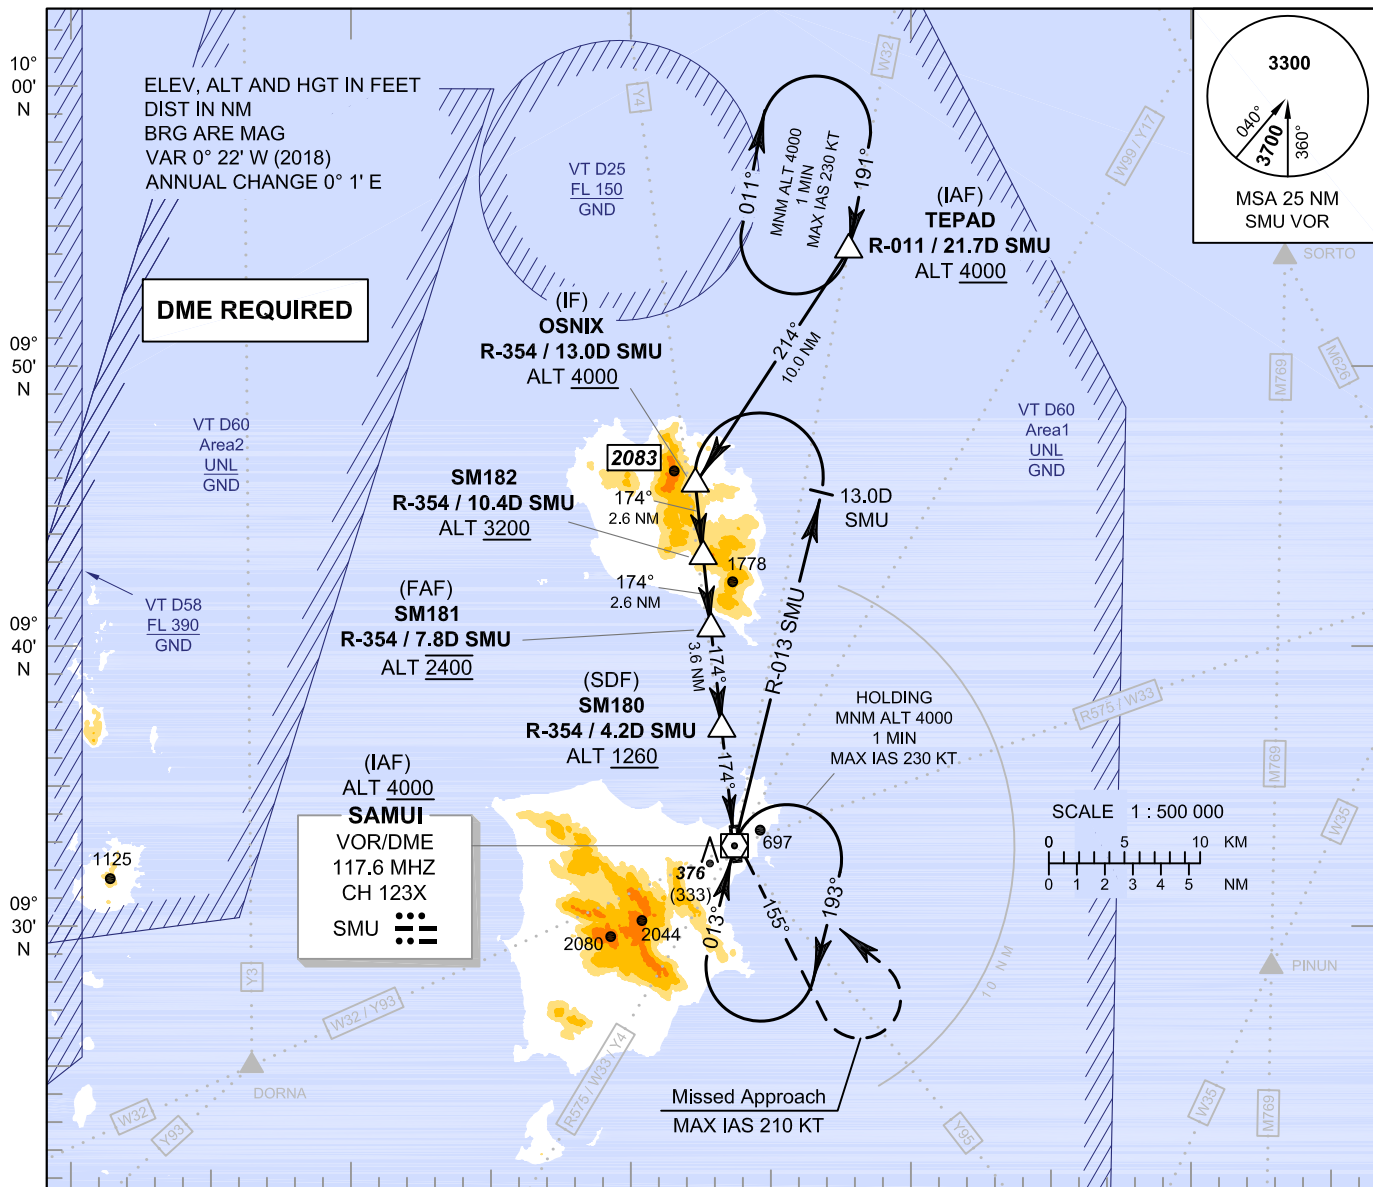 10°
00'
N
ELEV, ALT AND HGT IN FEET
DIST IN NM
BRG ARE MAG
VAR 0° 22' W (2018)
ANNUAL CHANGE 0° 1' E
DME REQUIRED
VT D25
FL 150
GND
Y4
W32
W99 / Y17
011°
MNM ALT 4000
1 MIN
MAX IAS 230 KT
191°
(IAF)
TEPAD
R-011 / 21.7D SMU
ALT 4000
3300
040°
3700
360°
MSA 25 NM
SMU VOR
SORTO
(IF)
OSNIX
R-354 / 13.0D SMU
ALT 4000
214°
10.0 NM
09°
50'
N
M769
M626
VT D60
Area2
UNL
GND
VT D60
Area1
UNL
GND
2083
SM182
R-354 / 10.4D SMU
ALT 3200
174°
2.6 NM
13.0D
SMU
1778
174°
2.6 NM
VT D58
FL 390
GND
(FAF)
SM181
R-354 / 7.8D SMU
ALT 2400
09°
40'
N
174°
3.6 NM
R-013 SMU
(SDF)
SM180
R-354 / 4.2D SMU
ALT 1260
174°
HOLDING
MNM ALT 4000
1 MIN
MAX IAS 230 KT
R575 / W33
M769
(IAF)
ALT 4000
SAMUI
VOR/DME
117.6 MHZ
CH 123X
SMU
SCALE 1 : 500 000
0 5 10 KM
0 1 2 3 4 5 NM
W35
1125
697
376
(333)
013°
155°
193°
2080
2044
09°
30'
N
10 NM
PINUN
Y3
W32 / Y93
DORNA
R575 / W33 / Y4
Missed Approach
MAX IAS 210 KT
W32
Y93
Y95
W35
M769